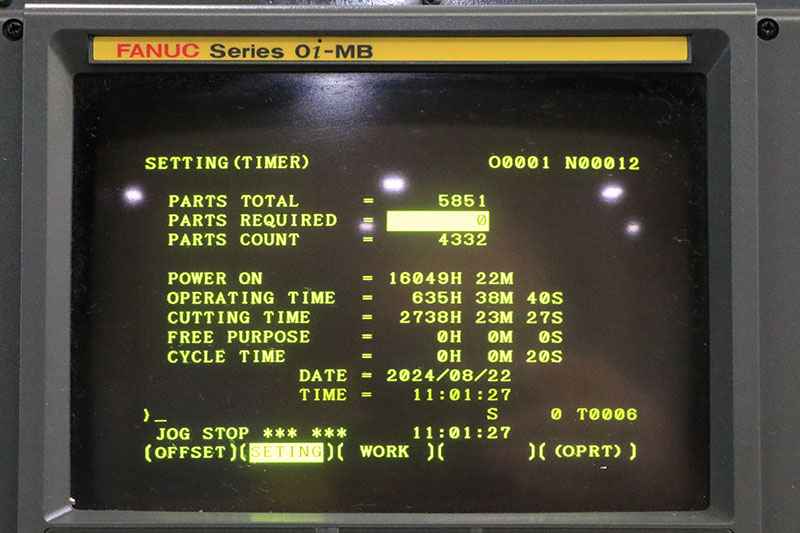 FANUC Series 0i-MB
SETTING(TIMER) O0001 N00012
PARTS TOTAL = 5851
PARTS REQUIRED = 0
PARTS COUNT = 4332
POWER ON = 16049H 22M
OPERATING TIME = 635H 38M 40S
CUTTING TIME = 2738H 23M 27S
FREE PURPOSE = 0H 0M 0S
CYCLE TIME = 0H 0M 20S
DATE = 2024/08/22
TIME = 11:01:27
)_ S 0 T0006
JOG STOP *** *** 11:01:27
(OFFSET)(SETING)( WORK )( )( (OPRT) )